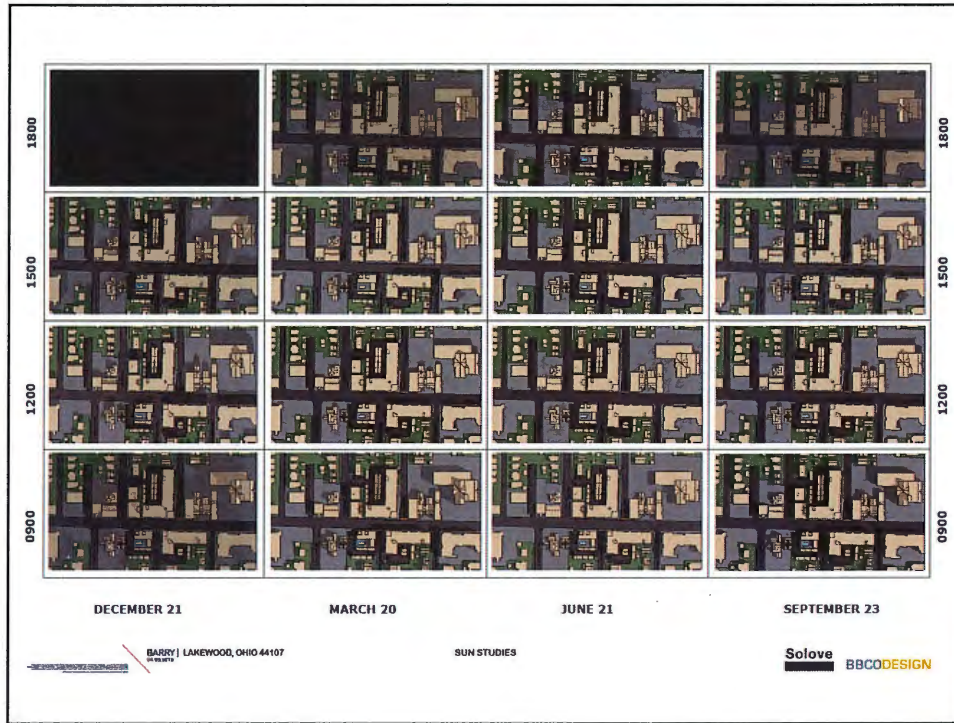 1800 1800
1500 1500
1200 1200
0900 0900
DECEMBER 21 MARCH 20 JUNE 21 SEPTEMBER 23
BARRY | LAKEWOOD, OHIO 44107 SUN STUDIES Solove
BBCODESIGN